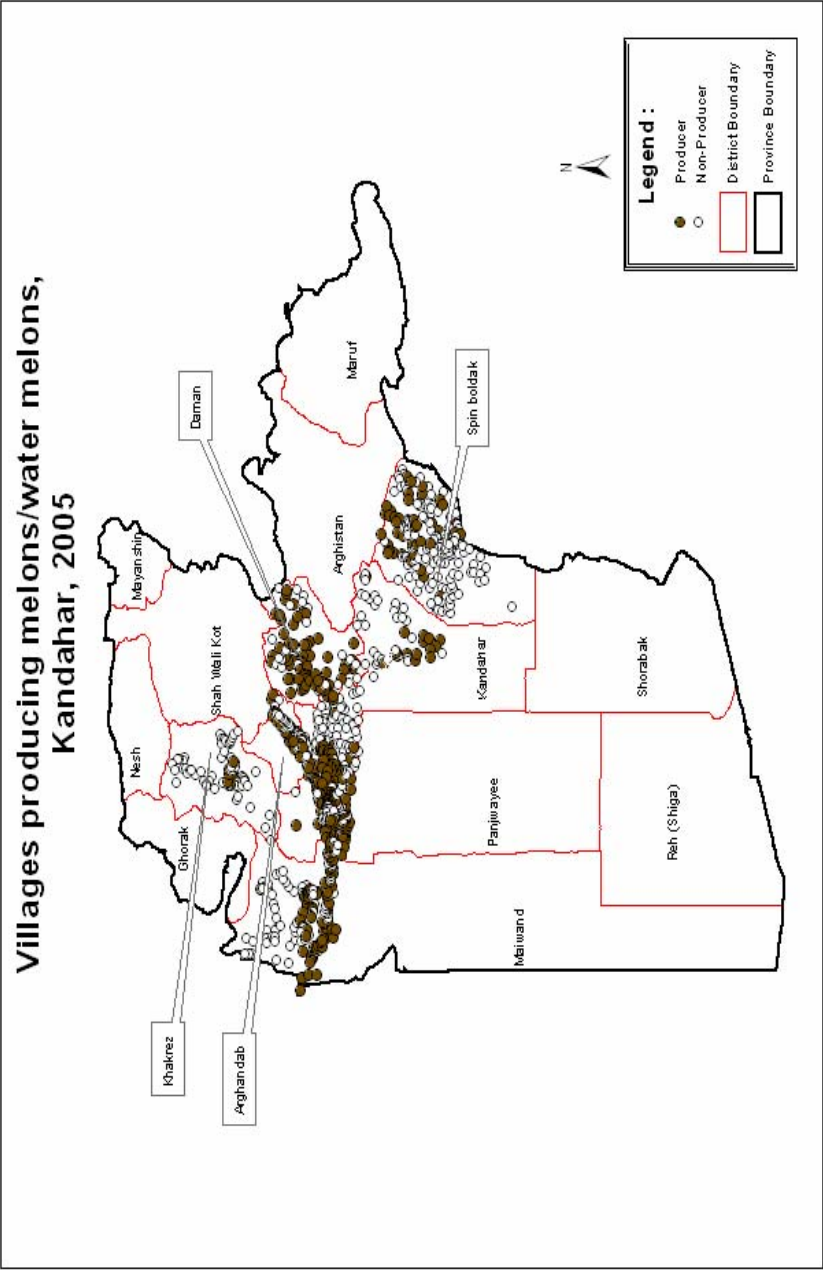 Villages producing melons/water melons,
Kandahar, 2005
Mayanshin
Nesh
Shah Wali Kot
Ghorak
Daman
Khakrez
Arghandab
Maruf
Arghistan
Spin boldak
Kandahar
Panjwayee
Maiwand
Shorabak
Reh (Shiga)
N
Legend :
Producer
Non-Producer
District Boundary
Province Boundary